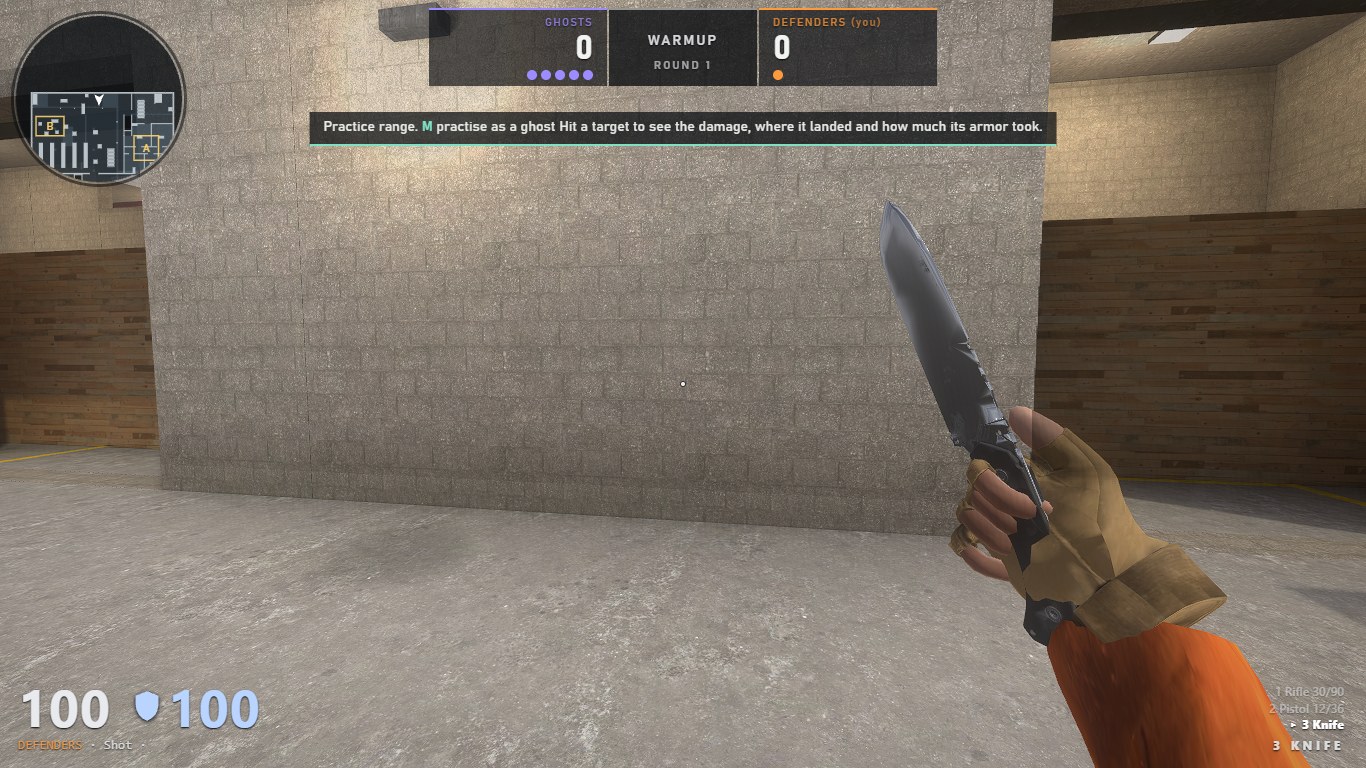 GHOSTS
0
WARMUP
ROUND 1
DEFENDERS (you)
0
B
A
Practice range. M practise as a ghost Hit a target to see the damage, where it landed and how much its armor took.
100 100
DEFENDERS · Shot ·
1 Rifle 30/90
2 Pistol 12/36
▸ 3 Knife
3 KNIFE